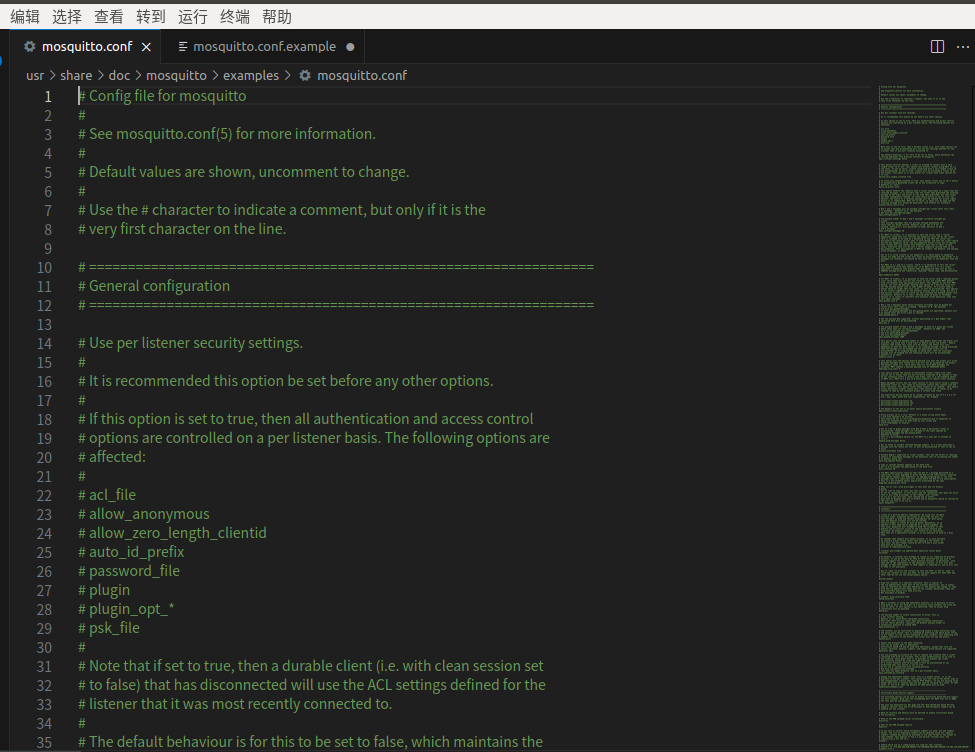 编辑 选择 查看 转到 运行 终端 帮助
mosquitto.conf mosquitto.conf.example
usr > share > doc > mosquitto > examples > mosquitto.conf
1 # Config file for mosquitto
2 #
3 # See mosquitto.conf(5) for more information.
4 #
5 # Default values are shown, uncomment to change.
6 #
7 # Use the # character to indicate a comment, but only if it is the
8 # very first character on the line.
9
10 # =================================================================
11 # General configuration
12 # =================================================================
13
14 # Use per listener security settings.
15 #
16 # It is recommended this option be set before any other options.
17 #
18 # If this option is set to true, then all authentication and access control
19 # options are controlled on a per listener basis. The following options are
20 # affected:
21 #
22 # acl_file
23 # allow_anonymous
24 # allow_zero_length_clientid
25 # auto_id_prefix
26 # password_file
27 # plugin
28 # plugin_opt_*
29 # psk_file
30 #
31 # Note that if set to true, then a durable client (i.e. with clean session set
32 # to false) that has disconnected will use the ACL settings defined for the
33 # listener that it was most recently connected to.
34 #
35 # The default behaviour is for this to be set to false, which maintains the